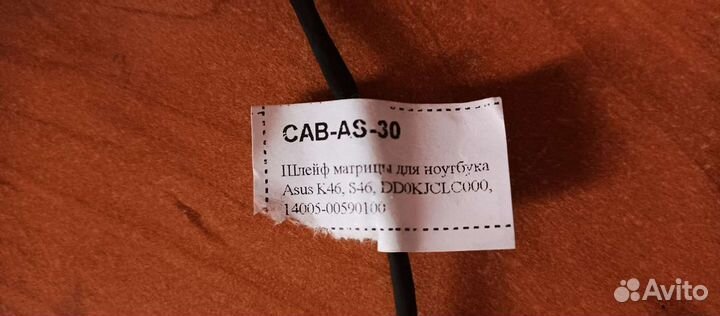 CAB-AS-30
Шлейф матрицы для ноутбука
Asus K46, S46, DD0KJCLC000,
14005-00590100
Avito